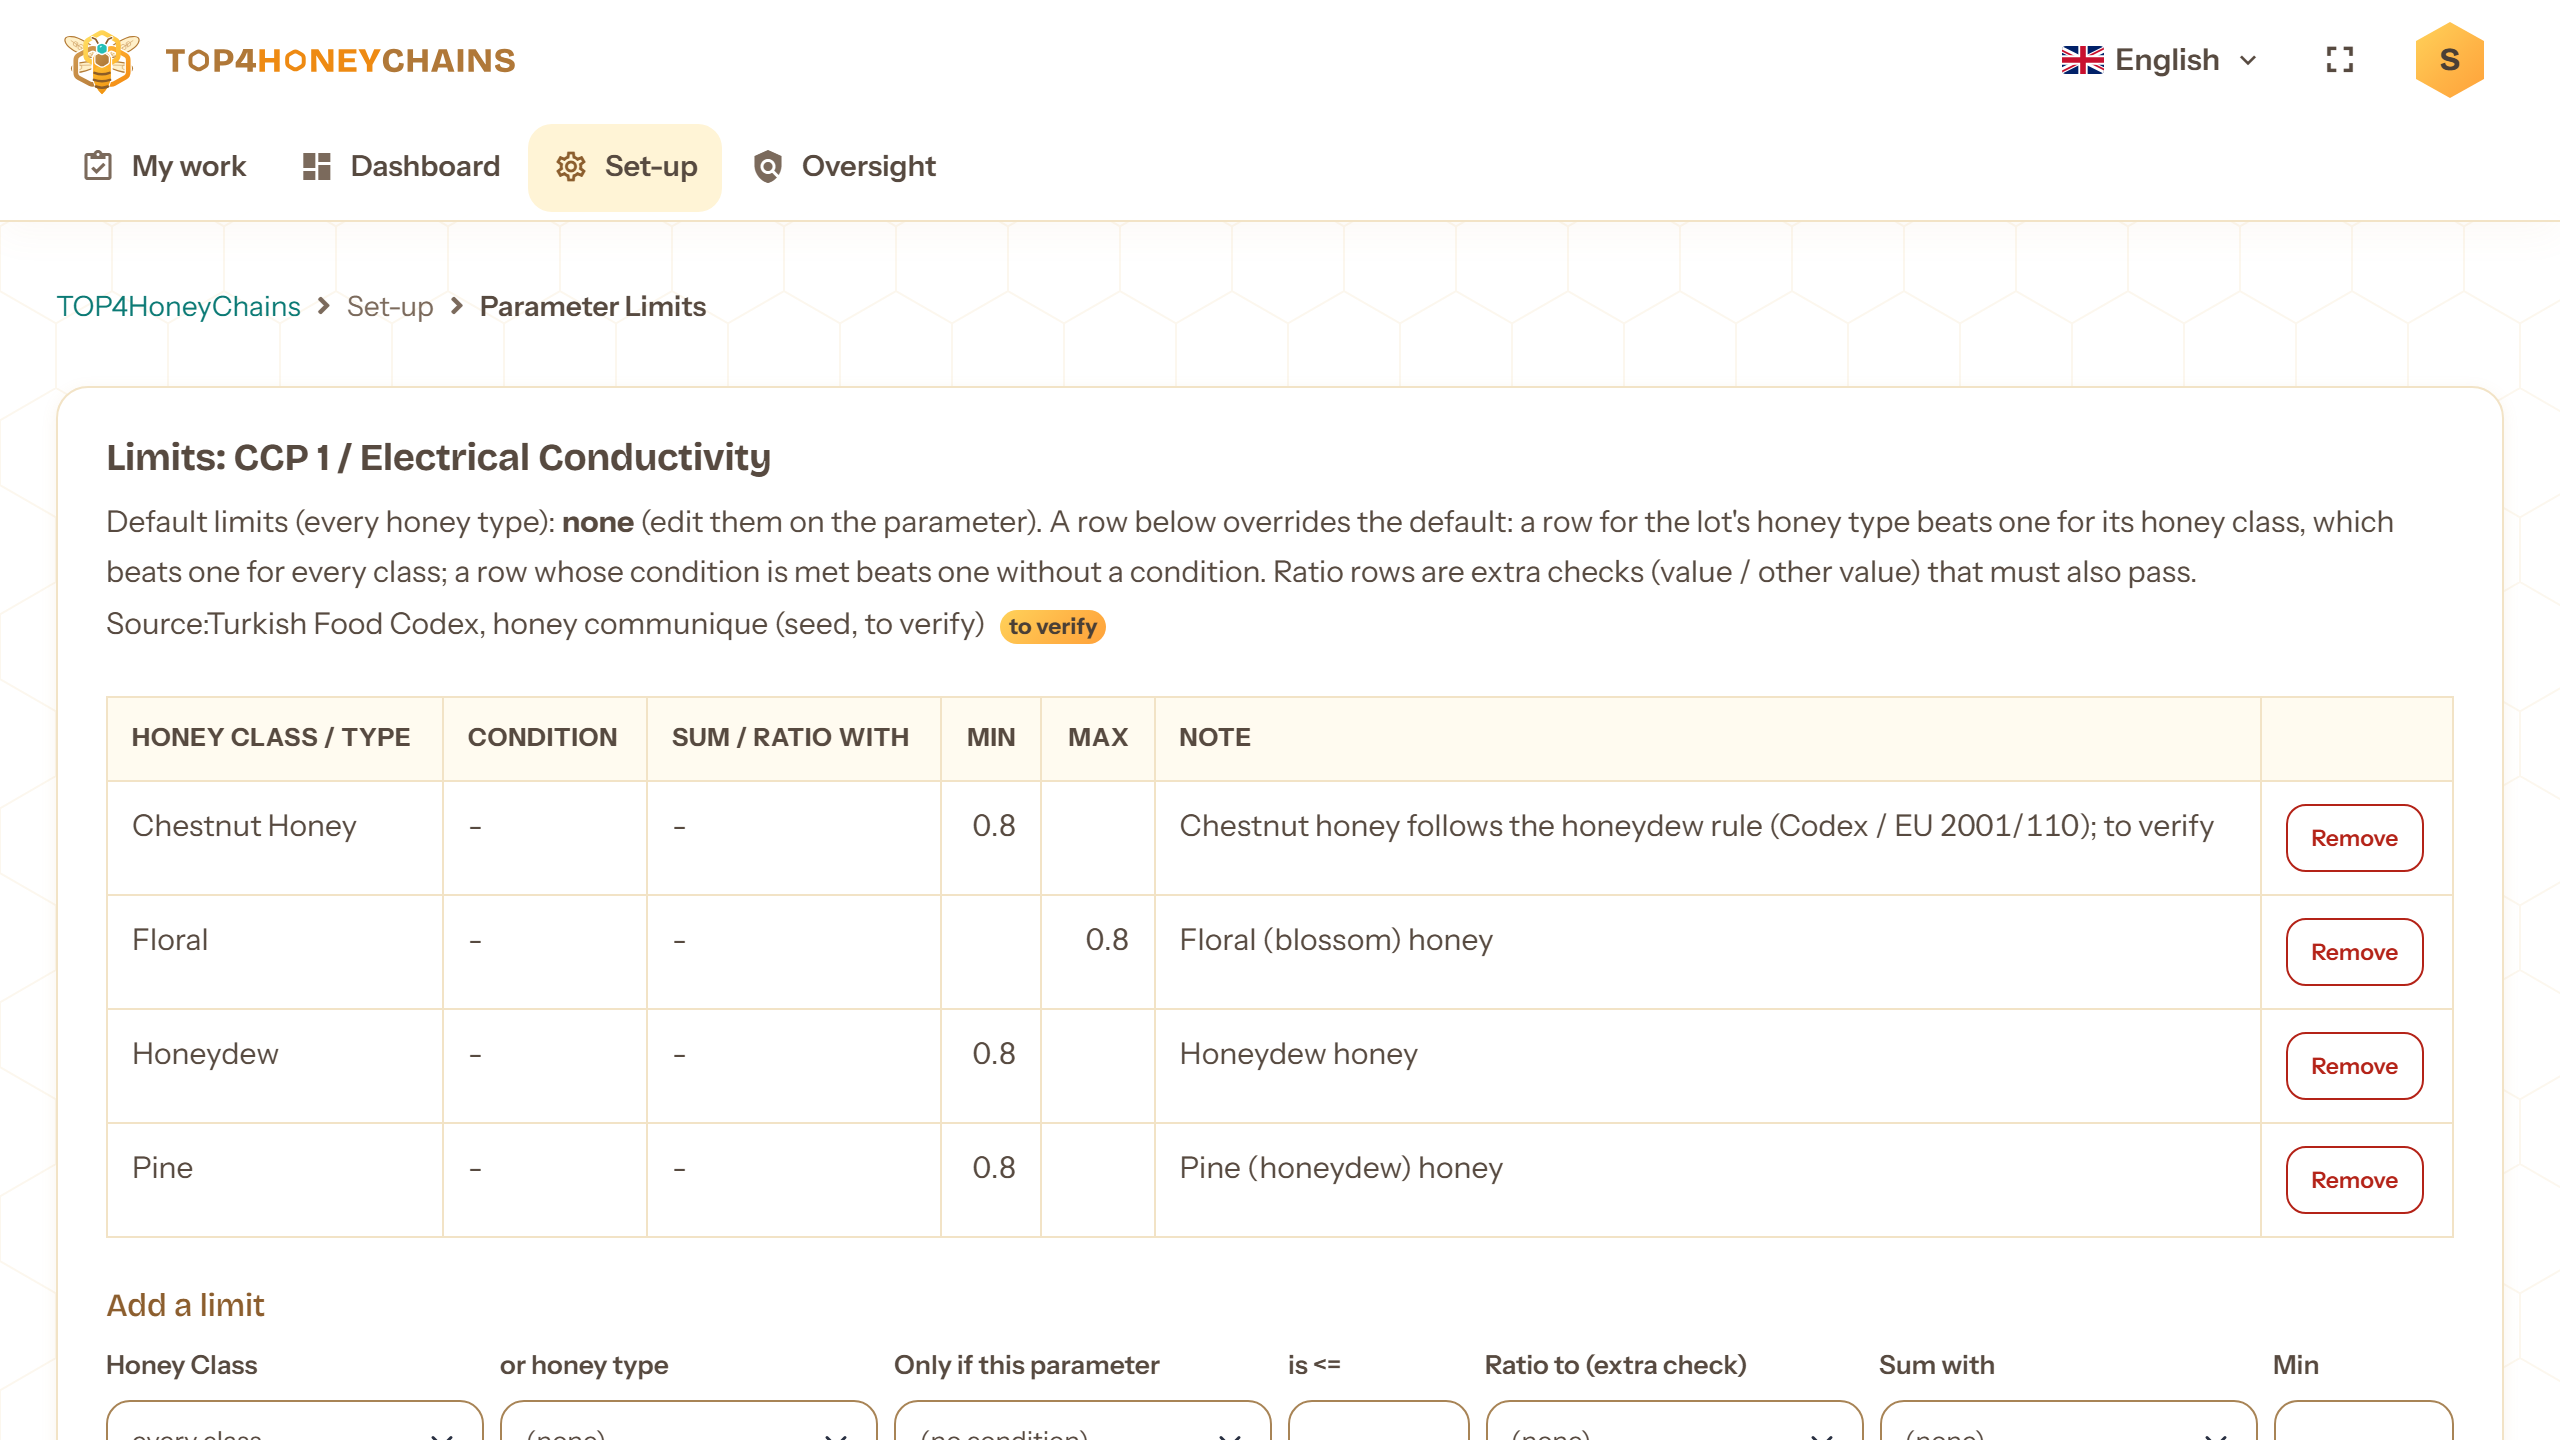 TOP4HONEYCHAINS
English
S
My work
Dashboard
Set-up
Oversight
TOP4HoneyChains > Set-up > Parameter Limits
Limits: CCP 1 / Electrical Conductivity
Default limits (every honey type): none (edit them on the parameter). A row below overrides the default: a row for the lot's honey type beats one for its honey class, which
beats one for every class; a row whose condition is met beats one without a condition. Ratio rows are extra checks (value / other value) that must also pass.
Source:Turkish Food Codex, honey communique (seed, to verify) to verify
HONEY CLASS / TYPE CONDITION SUM / RATIO WITH MIN MAX NOTE
Chestnut Honey - - 0.8 Chestnut honey follows the honeydew rule (Codex / EU 2001/110); to verify Remove
Floral - - 0.8 Floral (blossom) honey Remove
Honeydew - - 0.8 Honeydew honey Remove
Pine - - 0.8 Pine (honeydew) honey Remove
Add a limit
Honey Class or honey type Only if this parameter is <= Ratio to (extra check) Sum with Min
every class (none) (no condition) (none) (none)